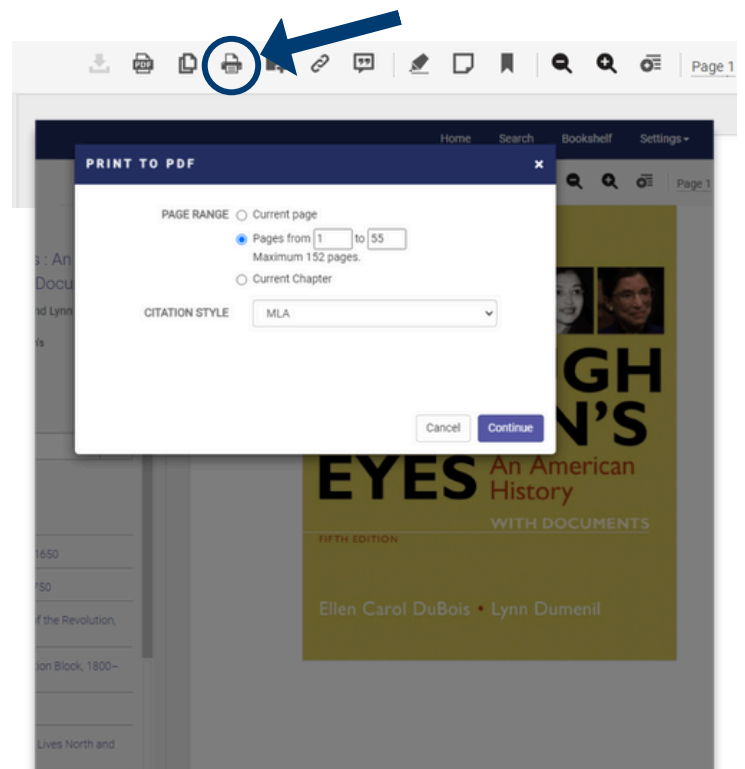 PDF
Page 1
Home Search Bookshelf Settings
PRINT TO PDF ×
Page 1
PAGE RANGE Current page
Pages from 1 to 55
Maximum 152 pages.
Current Chapter
CITATION STYLE MLA
Cancel Continue
s : An
Docu
nd Lynn
n's
GH
N'S
EYES An American
History
WITH DOCUMENTS
FIFTH EDITION
1650
750
of the Revolution,
Ellen Carol DuBois • Lynn Dumenil
ion Block, 1800–
Lives North and